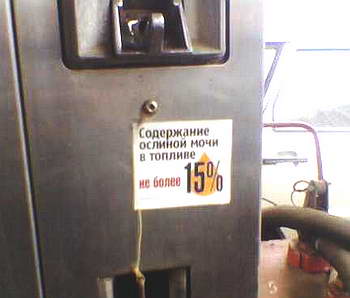 Содержание
ослиной мочи
в топливе
не более 15%